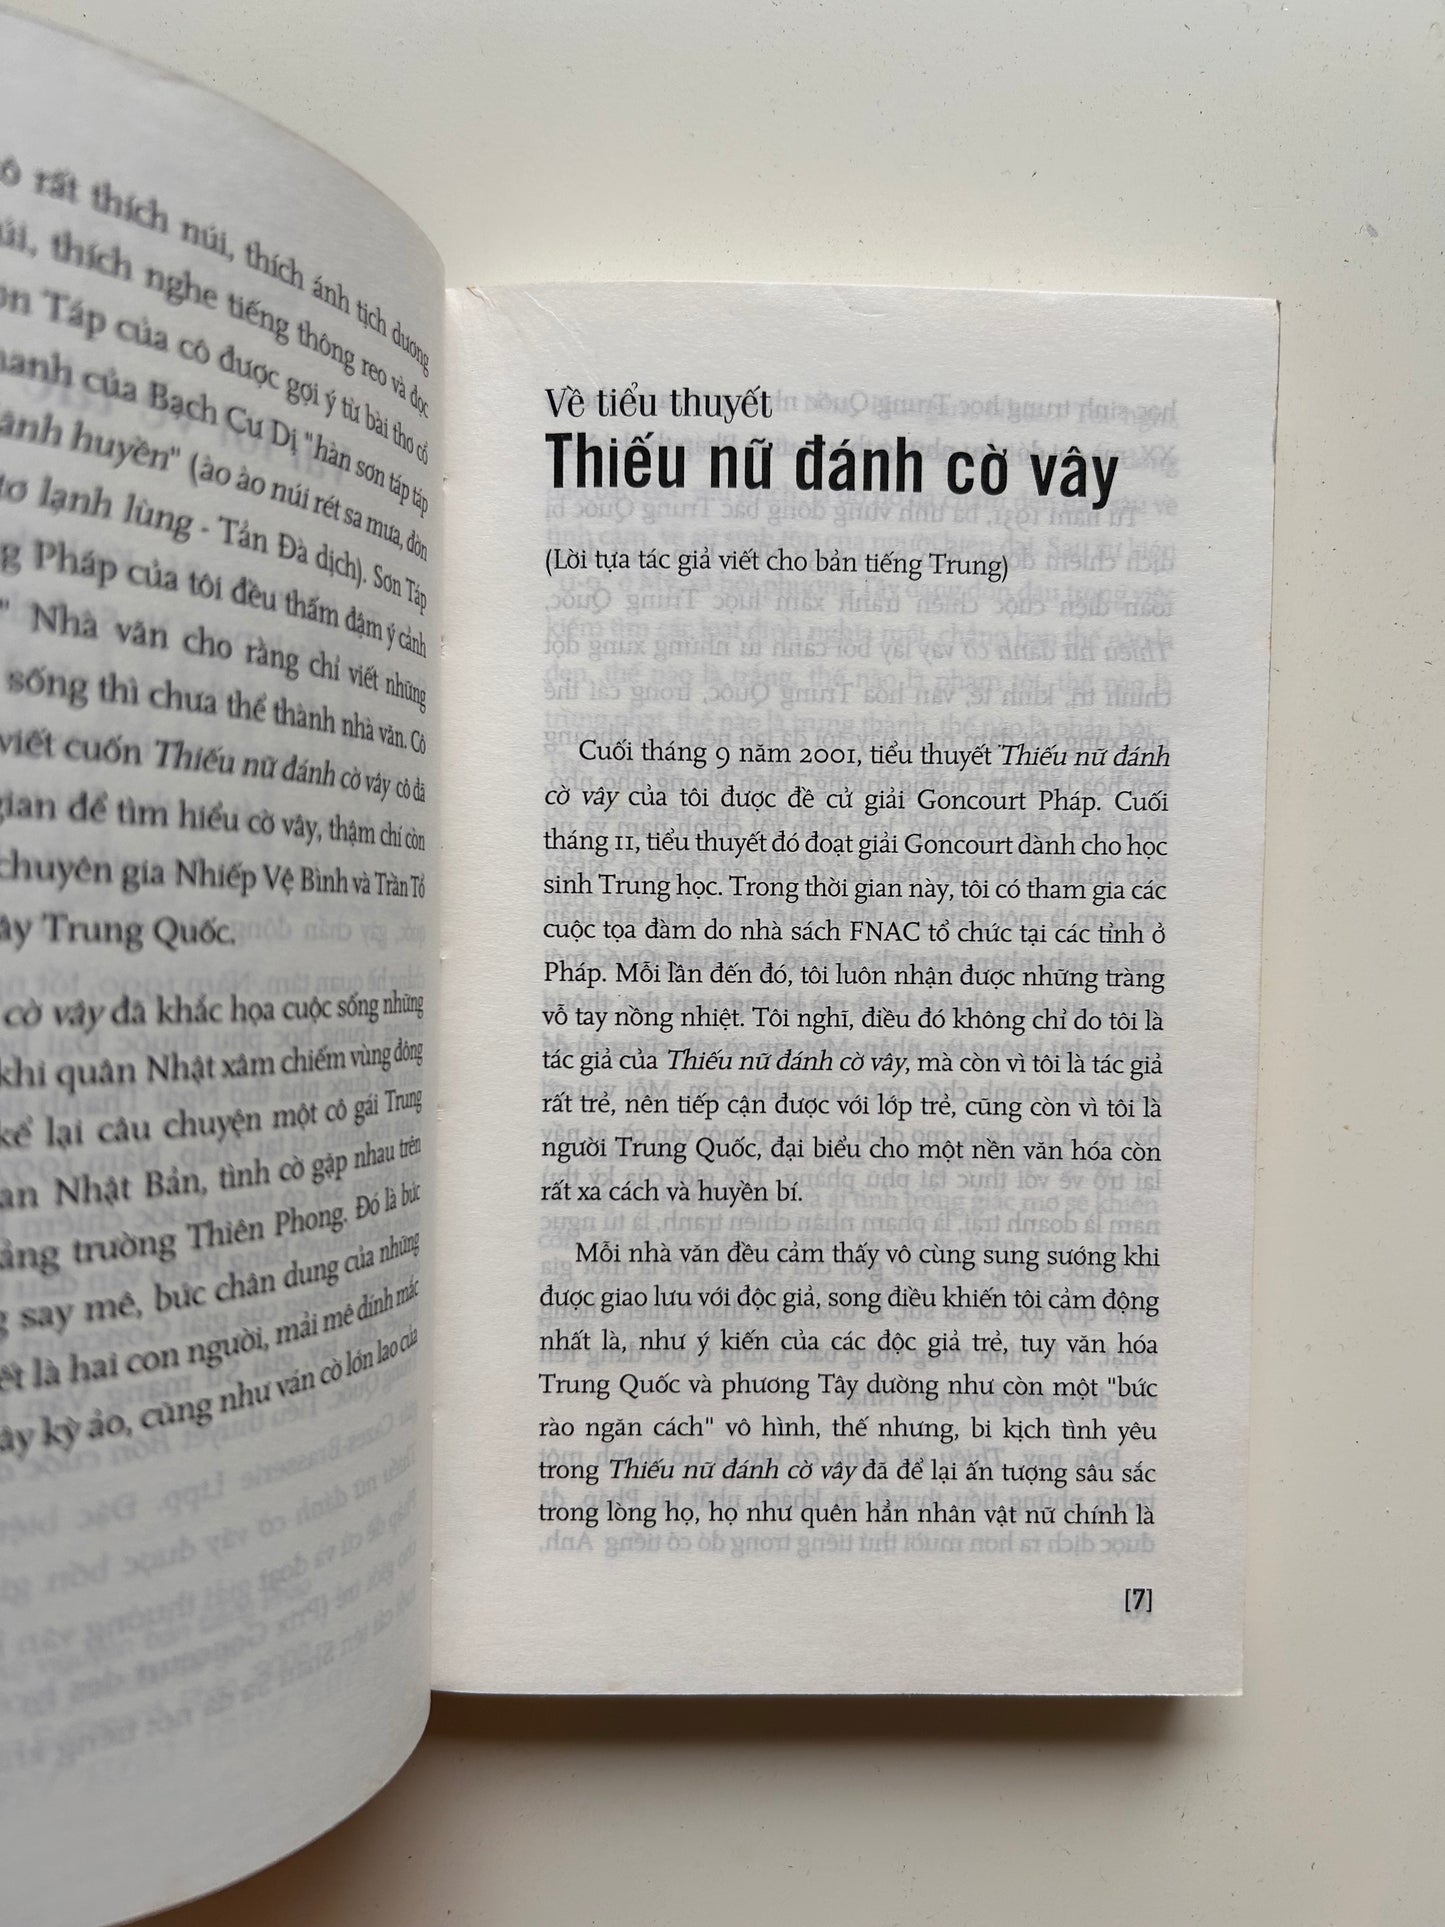 ô rất thích núi, thích ánh tịch dương
úi, thích nghe tiếng thông reo và đọc
on Táp của cô được gợi ý từ bài thơ cổ
hanh của Bạch Cư Dị "hàn sơn táp táp
ành huyền" (ào ào núi rét sa mưa, đờn
tơ lạnh lùng - Tản Đà dịch). Sơn Táp
g Pháp của tôi đều thấm đậm ý cảnh
" Nhà văn cho rằng chỉ viết những
sống thì chưa thể thành nhà văn. Cô
viết cuốn Thiếu nữ đánh cờ vây cô đã
gian để tìm hiểu cờ vây, thậm chí còn
chuyên gia Nhiếp Vệ Bình và Trần Tổ
ây Trung Quốc.
cờ vây đã khắc họa cuộc sống những
khi quân Nhật xâm chiếm vùng đông
kể lại câu chuyện một cô gái Trung
an Nhật Bản, tình cờ gặp nhau trên
ảng trường Thiên Phong. Đó là bức
g say mê, bức chân dung của những
ết là hai con người, mải mê dính mắc
ây kỳ ảo, cũng như ván cờ lớn lao của
Về tiểu thuyết
Thiếu nữ đánh cờ vây
(Lời tựa tác giả viết cho bản tiếng Trung)
Cuối tháng 9 năm 2001, tiểu thuyết Thiếu nữ đánh
cờ vây của tôi được đề cử giải Goncourt Pháp. Cuối
tháng 11, tiểu thuyết đó đoạt giải Goncourt dành cho học
sinh Trung học. Trong thời gian này, tôi có tham gia các
cuộc tọa đàm do nhà sách FNAC tổ chức tại các tỉnh ở
Pháp. Mỗi lần đến đó, tôi luôn nhận được những tràng
vỗ tay nồng nhiệt. Tôi nghĩ, điều đó không chỉ do tôi là
tác giả của Thiếu nữ đánh cờ vây, mà còn vì tôi là tác giả
rất trẻ, nên tiếp cận được với lớp trẻ, cũng còn vì tôi là
người Trung Quốc, đại biểu cho một nền văn hóa còn
rất xa cách và huyền bí.
Mỗi nhà văn đều cảm thấy vô cùng sung sướng khi
được giao lưu với độc giả, song điều khiến tôi cảm động
nhất là, như ý kiến của các độc giả trẻ, tuy văn hóa
Trung Quốc và phương Tây dường như còn một "bức
rào ngăn cách" vô hình, thế nhưng, bi kịch tình yêu
trong Thiếu nữ đánh cờ vây đã để lại ấn tượng sâu sắc
trong lòng họ, họ như quên hẳn nhân vật nữ chính là
[7]